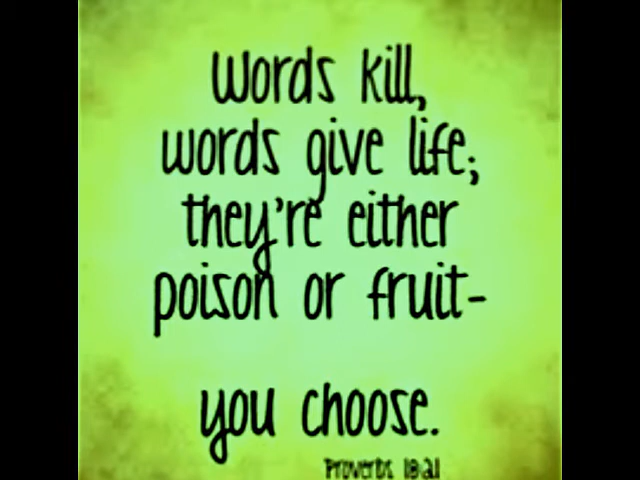 Words kill,
words give life;
they're either
poison or fruit-
you choose.
Proverbs 18:21